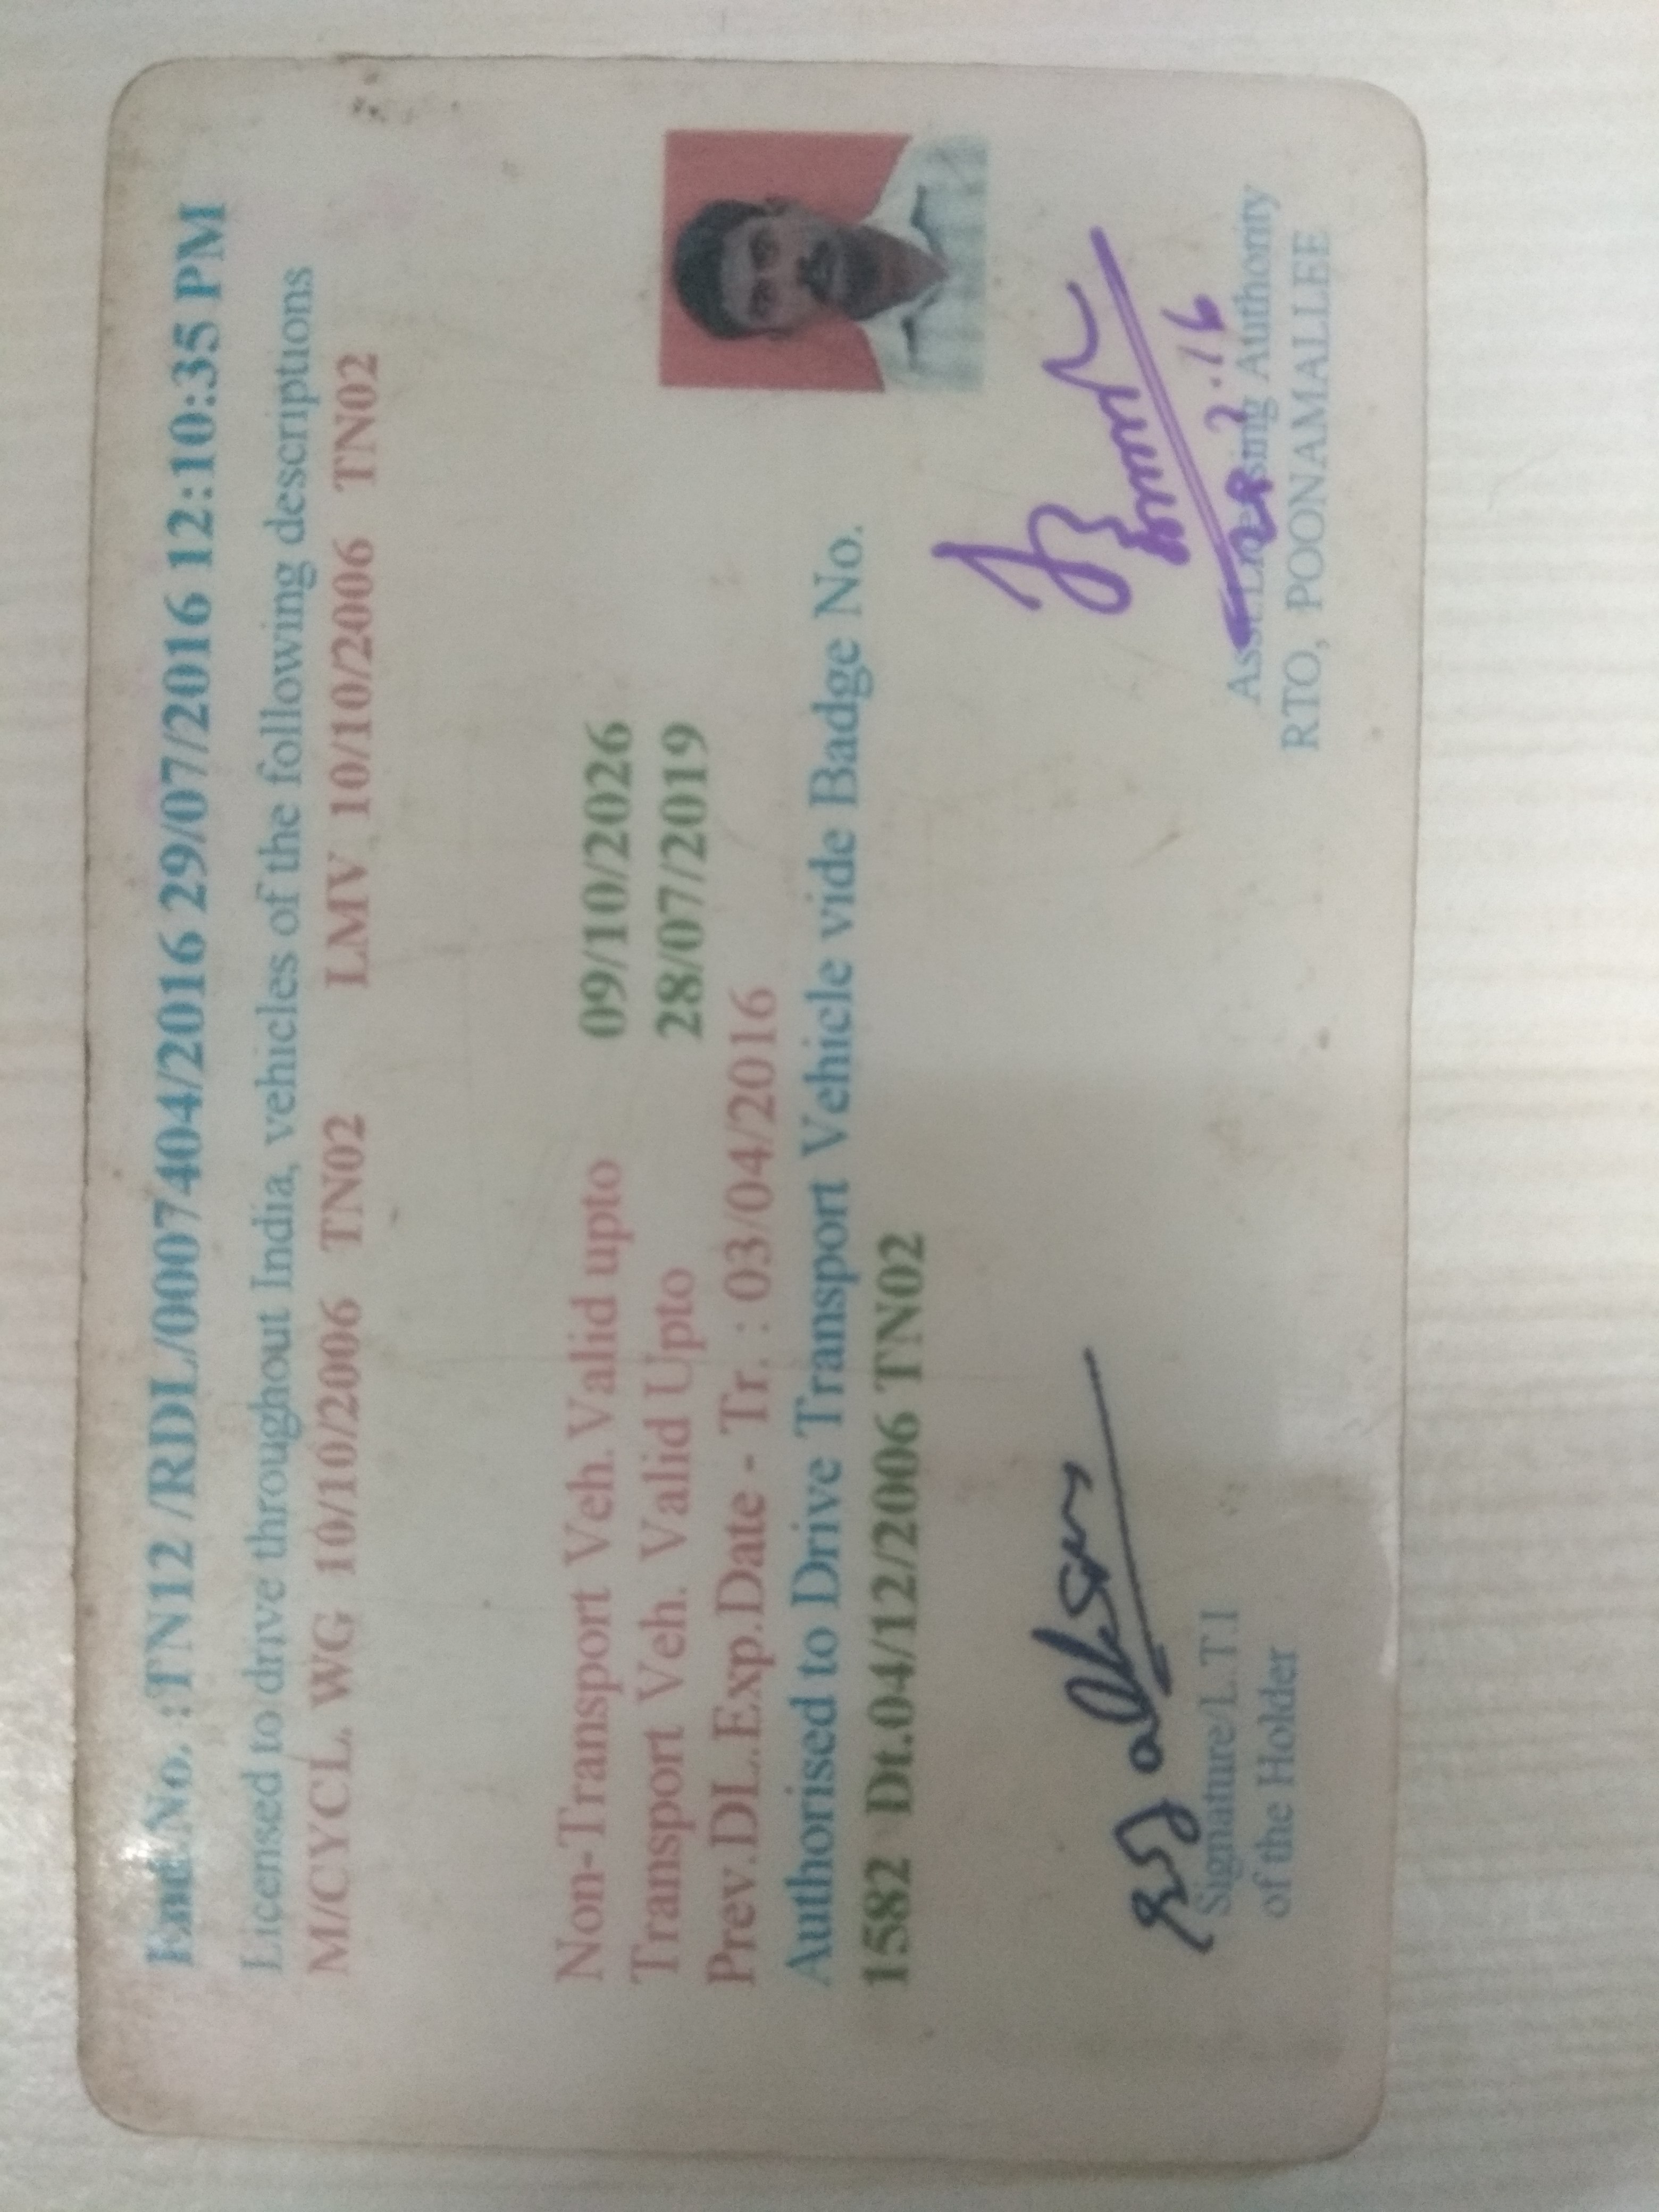 Endt.No. : TN12 /RDL/0007404/2016 29/07/2016 12:10:35 PM
Licensed to drive throughout India, vehicles of the following descriptions
M/CYCL. WG 10/10/2006 TN02 LMV 10/10/2006 TN02
Non-Transport Veh.Valid upto 09/10/2026
Transport Veh. Valid Upto 28/07/2019
Prev.DL.Exp.Date - Tr. : 03/04/2016
Authorised to Drive Transport Vehicle vide Badge No.
1582 Dt.04/12/2006 TN02
Signature/L.T.I
of the Holder
Asst.Licensing Authority
RTO, POONAMALLEE